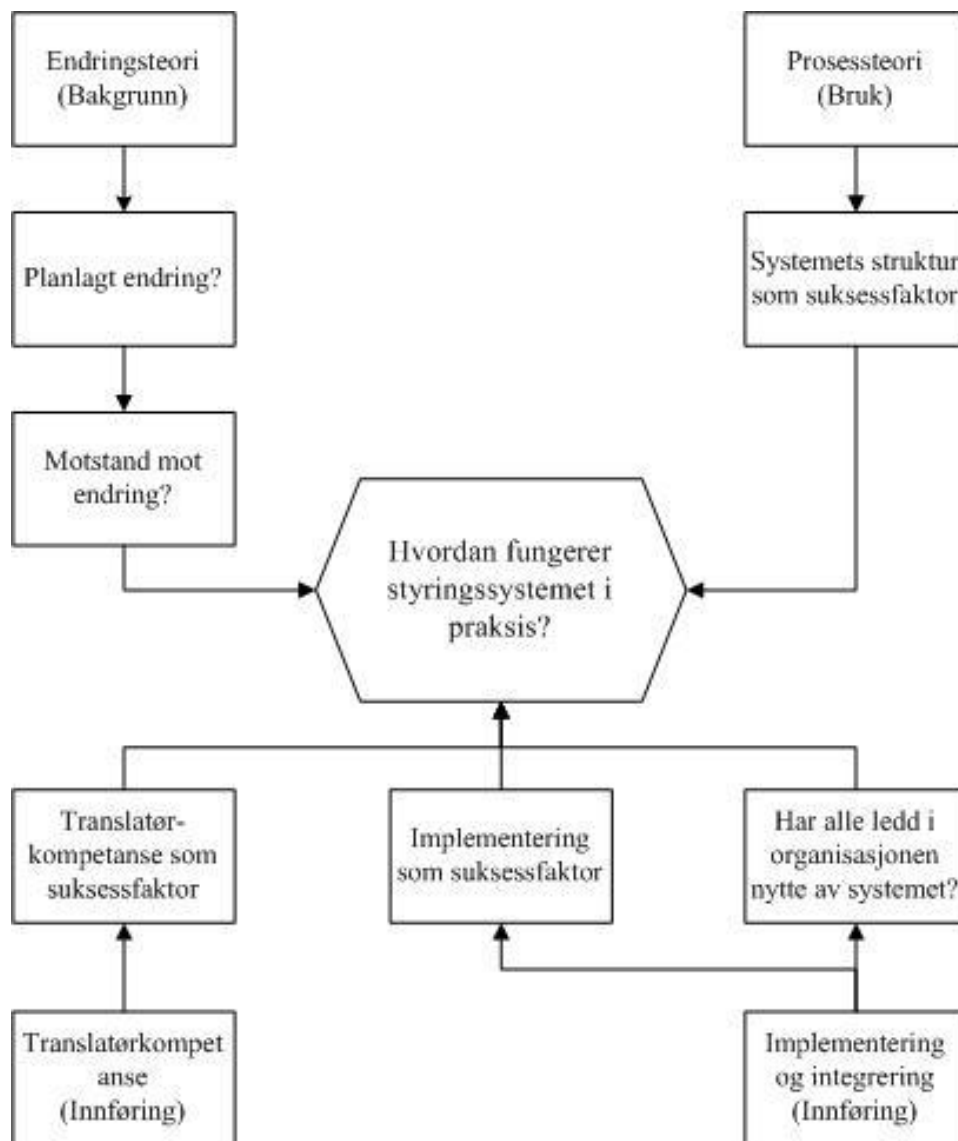 Endringsteori
(Bakgrunn)
Prosessteori
(Bruk)
Planlagt endring?
Systemets struktur
som suksessfaktor
Motstand mot
endring?
Hvordan fungerer
styringssystemet i
praksis?
Translatør-
kompetanse som
suksessfaktor
Implementering
som suksessfaktor
Har alle ledd i
organisasjonen
nytte av systemet?
Translatørkompet
anse
(Innføring)
Implementering
og integrering
(Innføring)